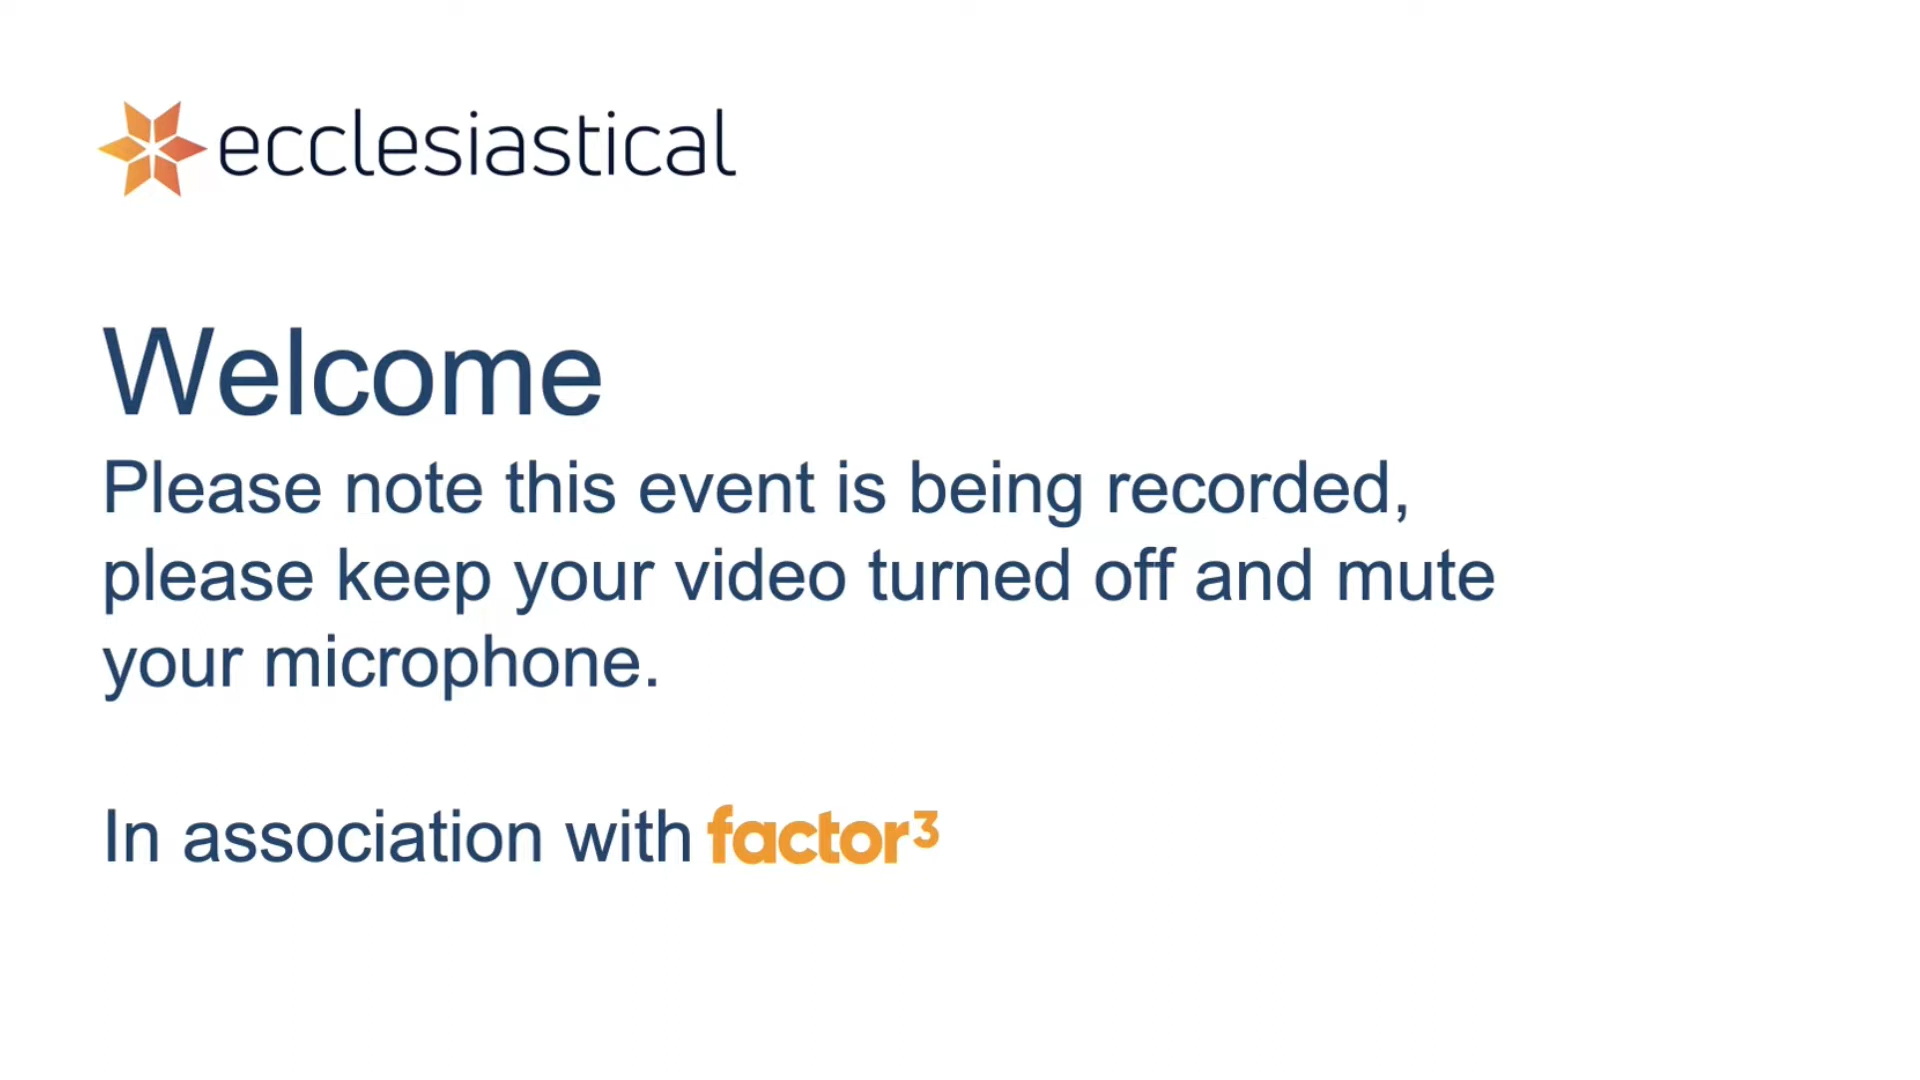 ecclesiastical
Welcome
Please note this event is being recorded,
please keep your video turned off and mute
your microphone.
In association with factor³